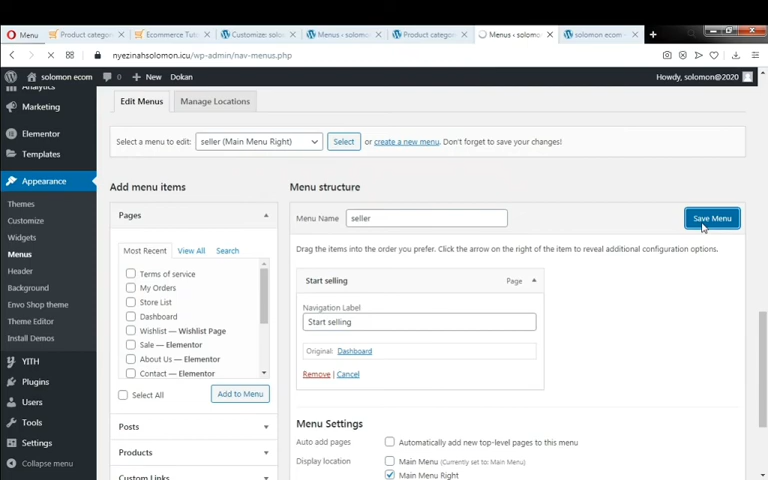 Menu
Product categor
Ecommerce Tut
Customize: solom
Menus ‹ solomo
Product categor
Menus ‹ solom
solomon ecom –
nyezinahsolomon.icu/wp-admin/nav-menus.php
solomon ecom 0 New Dokan Howdy, solomon@2020
Analytics
Marketing
Elementor
Templates
Appearance
Themes
Customize
Widgets
Menus
Header
Background
Envo Shop theme
Theme Editor
Install Demos
YITH
Plugins
Users
Tools
Settings
Collapse menu
Edit Menus Manage Locations
Select a menu to edit: seller (Main Menu Right) Select or create a new menu. Don't forget to save your changes!
Add menu items
Pages
Most Recent View All Search
Terms of service
My Orders
Store List
Dashboard
Wishlist — Wishlist Page
Sale — Elementor
About Us — Elementor
Contact — Elementor
Select All Add to Menu
Posts
Products
Custom Links
Menu structure
Menu Name seller Save Menu
Drag the items into the order you prefer. Click the arrow on the right of the item to reveal additional configuration options.
Start selling Page
Navigation Label
Start selling
Original: Dashboard
Remove | Cancel
Menu Settings
Auto add pages Automatically add new top-level pages to this menu
Display location Main Menu (Currently set to: Main Menu)
Main Menu Right